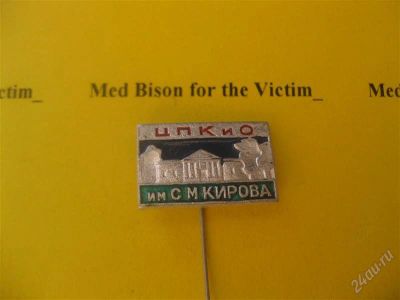 ctim_ Med Bison for the Victim_ Med
ЦПКиО
им С М КИРОВА
24au.ru